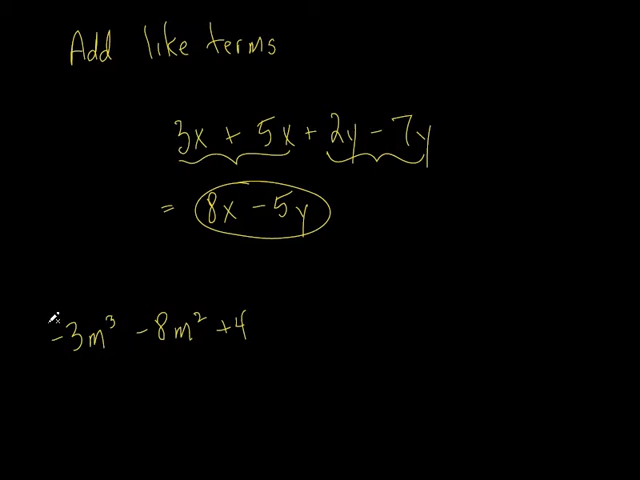 Add like terms
3x + 5x + 2y - 7y
= 8x - 5y
-3m³ - 8m² + 4